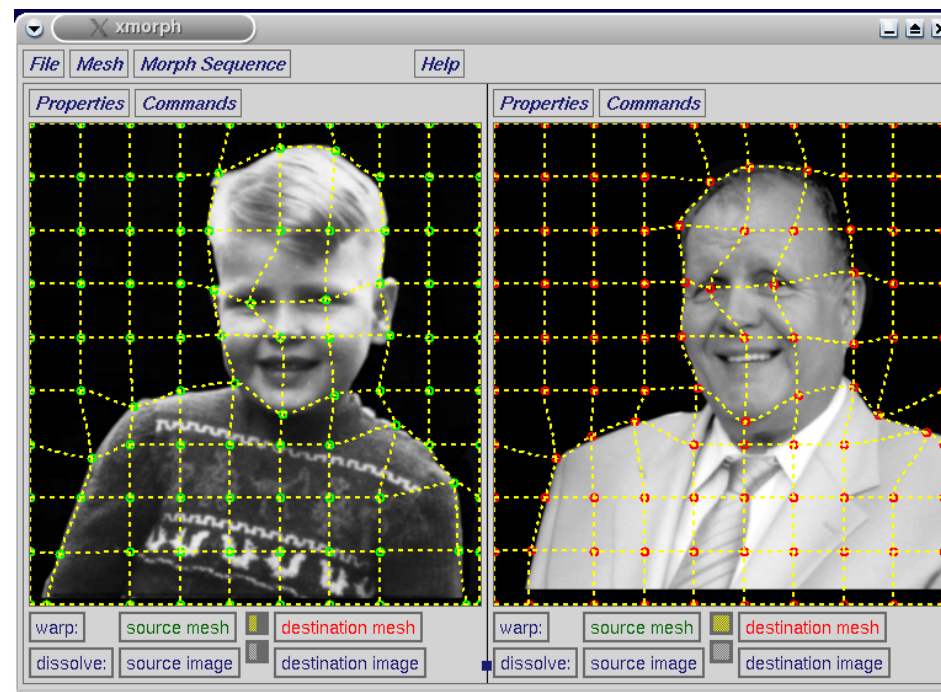 X xmorph
File Mesh Morph Sequence Help
Properties Commands Properties Commands
warp: source mesh destination mesh warp: source mesh destination mesh
dissolve: source image destination image dissolve: source image destination image